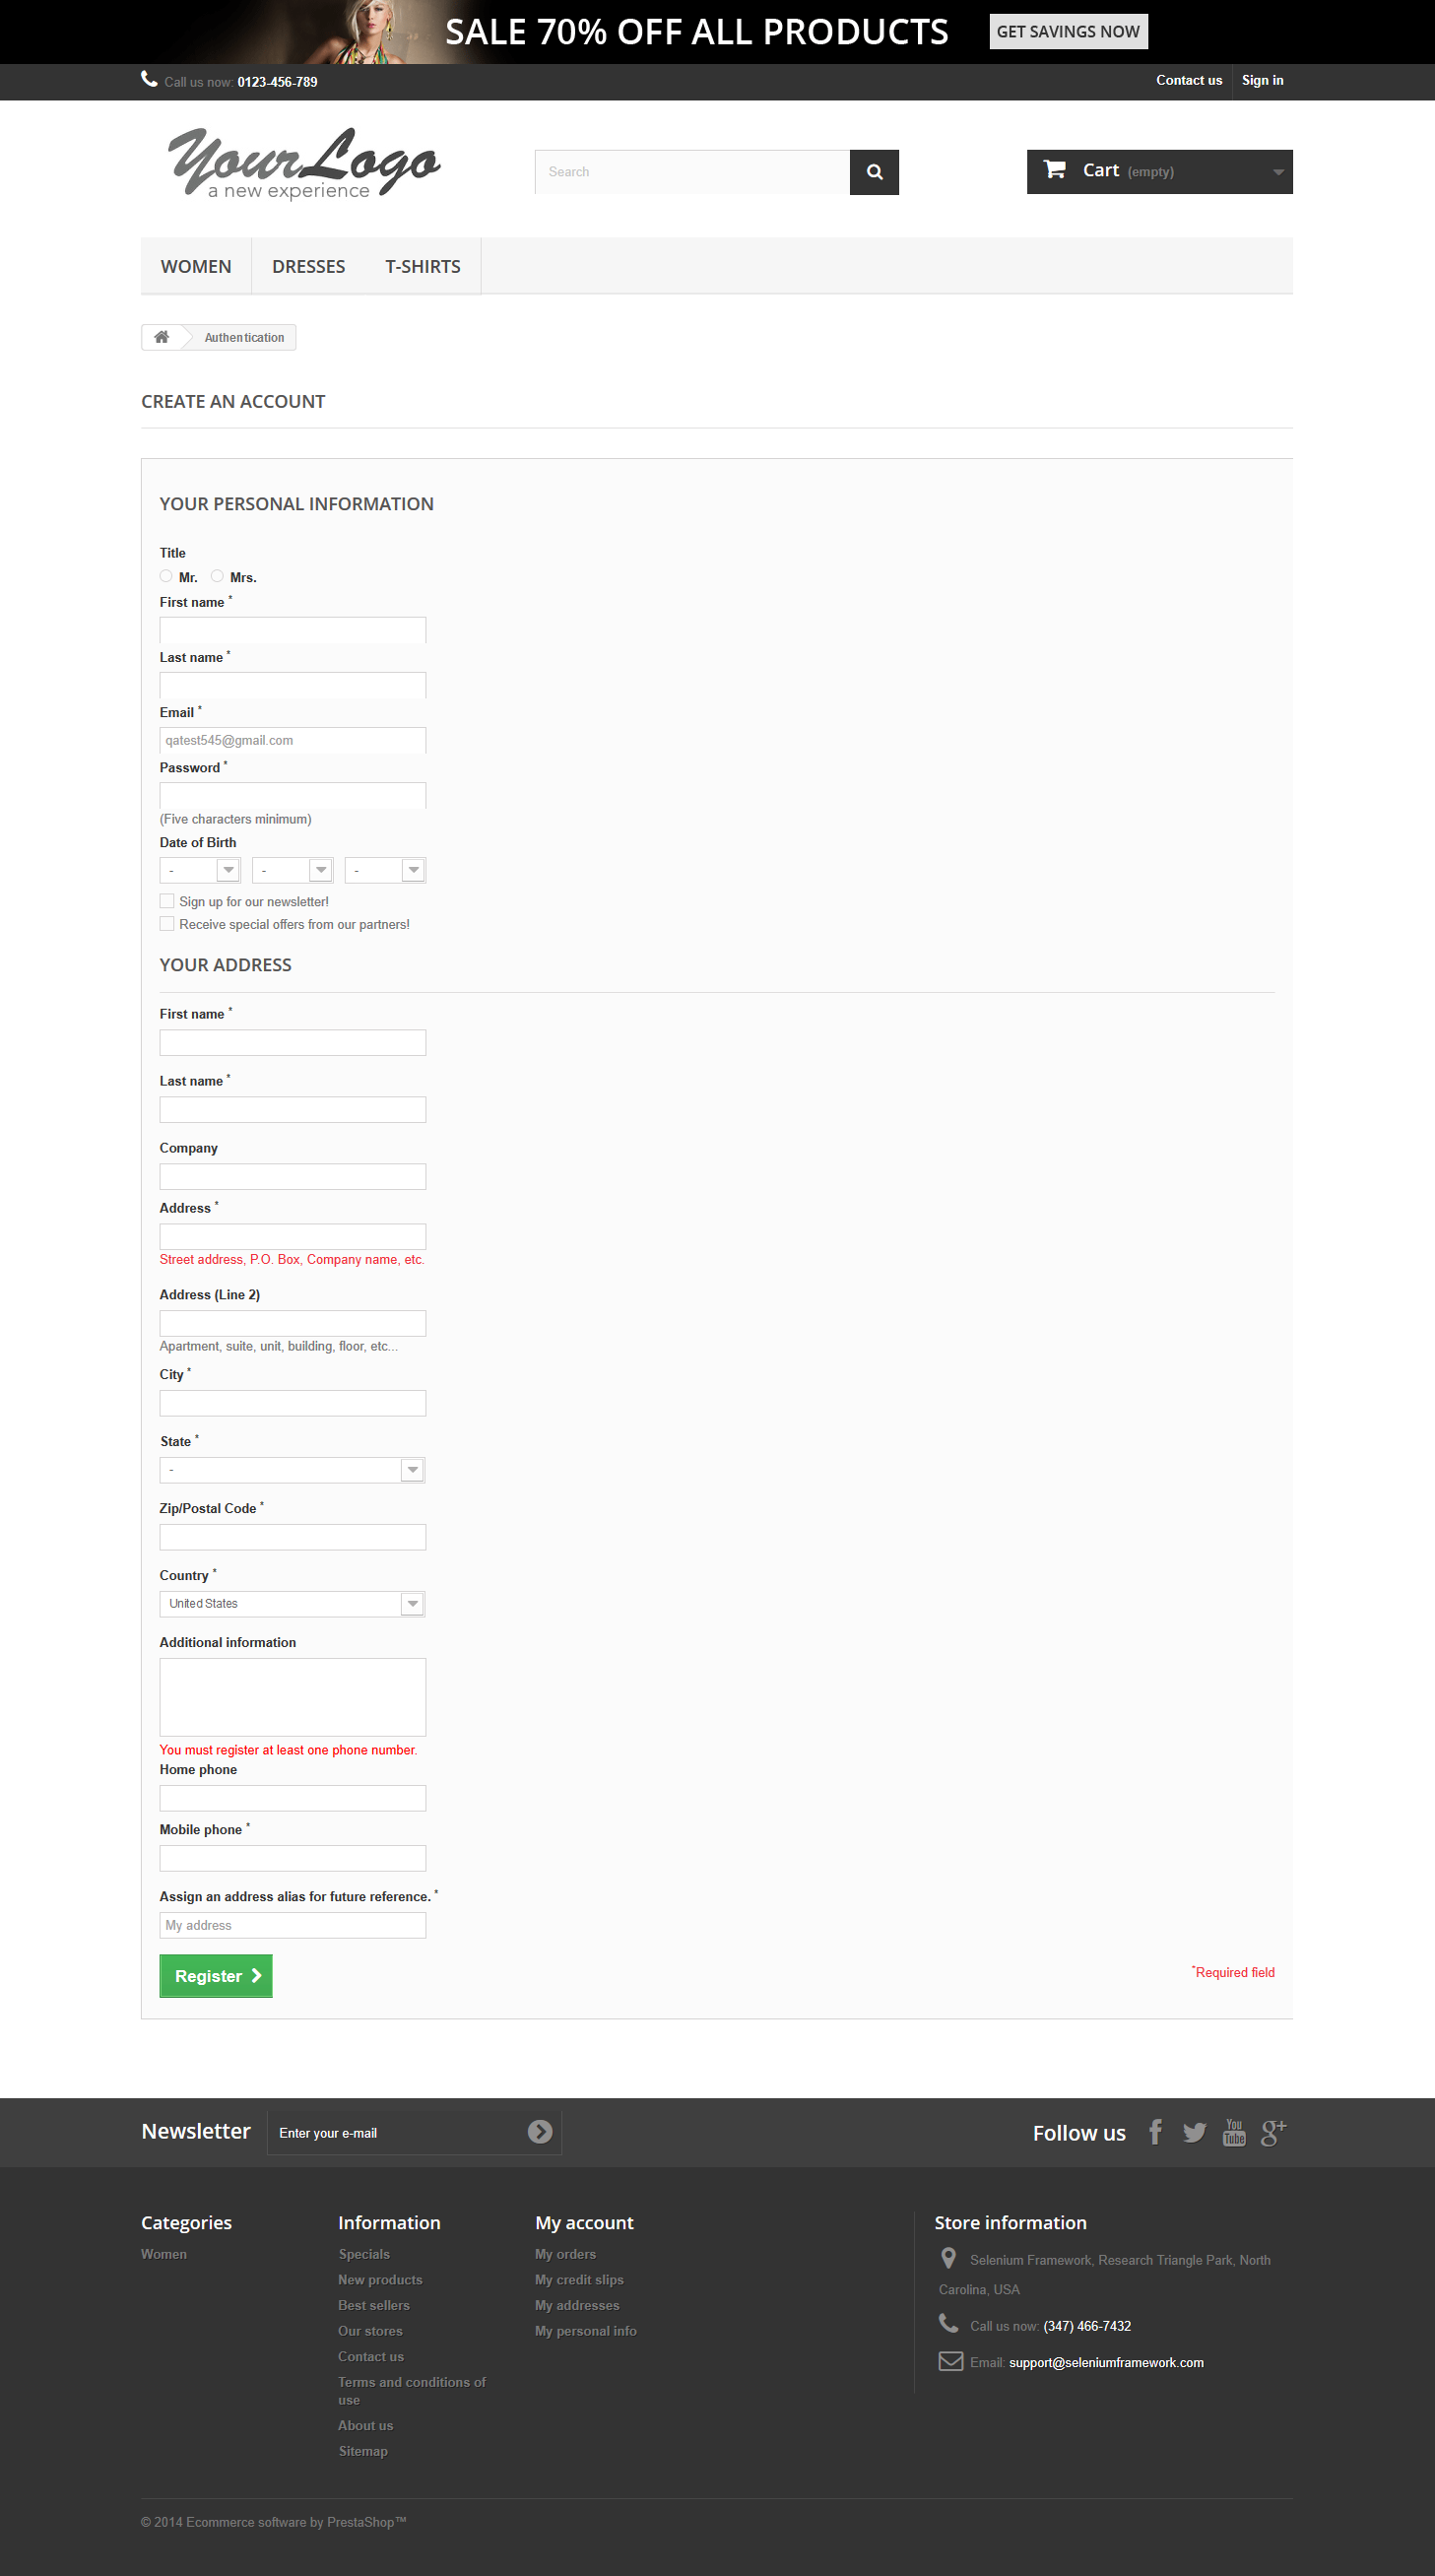 SALE 70% OFF ALL PRODUCTS GET SAVINGS NOW
Call us now: 0123-456-789 Contact us Sign in
YourLogo
a new experience
Search
Cart (empty)
WOMEN DRESSES T-SHIRTS
Authentication
CREATE AN ACCOUNT
YOUR PERSONAL INFORMATION
Title
Mr. Mrs.
First name *
Last name *
Email *
qatest545@gmail.com
Password *
(Five characters minimum)
Date of Birth
- - -
Sign up for our newsletter!
Receive special offers from our partners!
YOUR ADDRESS
First name *
Last name *
Company
Address *
Street address, P.O. Box, Company name, etc.
Address (Line 2)
Apartment, suite, unit, building, floor, etc...
City *
State *
-
Zip/Postal Code *
Country *
United States
Additional information
You must register at least one phone number.
Home phone
Mobile phone *
Assign an address alias for future reference. *
My address
Register
*Required field
Newsletter Enter your e-mail Follow us You Tube g+
Categories
Women
Information
Specials
New products
Best sellers
Our stores
Contact us
Terms and conditions of
use
About us
Sitemap
My account
My orders
My credit slips
My addresses
My personal info
Store information
Selenium Framework, Research Triangle Park, North
Carolina, USA
Call us now: (347) 466-7432
Email: support@seleniumframework.com
© 2014 Ecommerce software by PrestaShop™